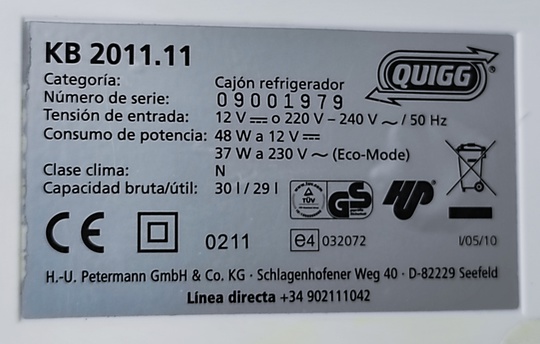 KB 2011.11
QUIGG®
Categoría: Cajón refrigerador
Número de serie: 09001979
Tensión de entrada: 12 V ⎓ o 220 V – 240 V ~ / 50 Hz
Consumo de potencia: 48 W a 12 V ⎓
37 W a 230 V ~ (Eco-Mode)
Clase clima: N
Capacidad bruta/útil: 30 l / 29 l
TÜV GS
CE 0211 e4 032072 I/05/10
H.-U. Petermann GmbH & Co. KG · Schlagenhofener Weg 40 · D-82229 Seefeld
Línea directa +34 902111042